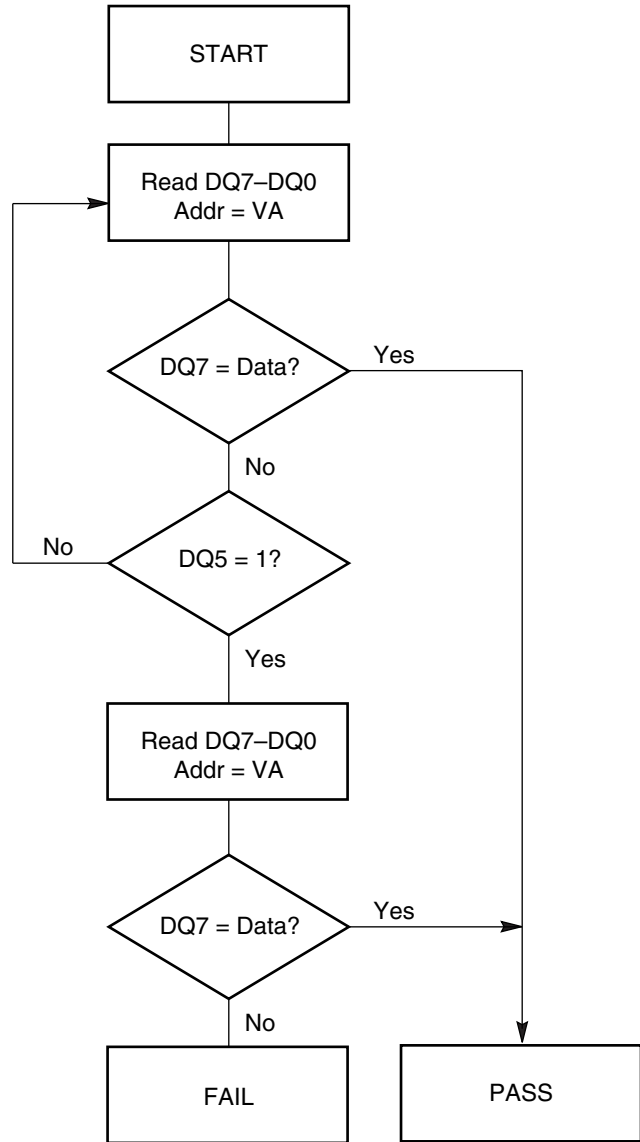 START
Read DQ7–DQ0
Addr = VA
DQ7 = Data?
Yes
No
No
DQ5 = 1?
Yes
Read DQ7–DQ0
Addr = VA
DQ7 = Data?
Yes
No
FAIL
PASS